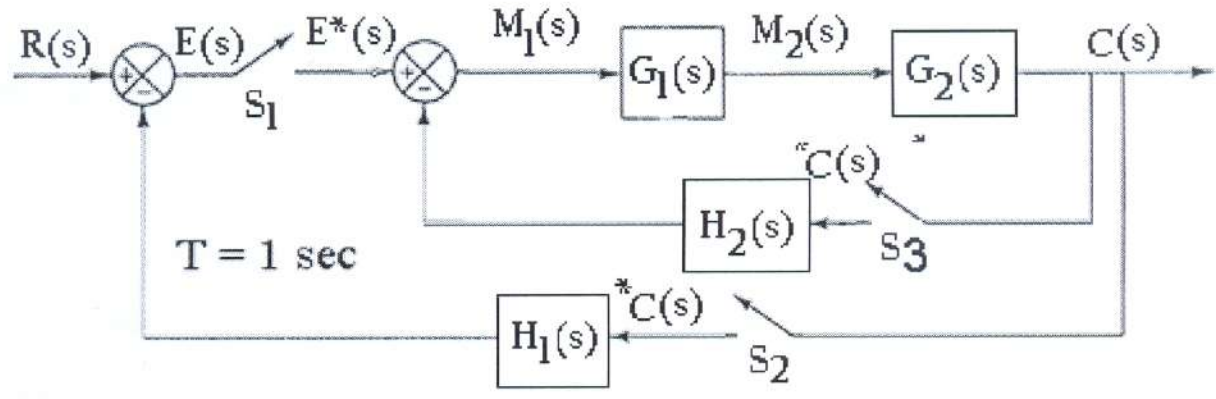 R(s) E(s) E*(s) M1(s) M2(s) C(s)
+ - S1 + - G1(s) G2(s)
*
*C(s)
H2(s) S3
T = 1 sec
*C(s)
H1(s) S2